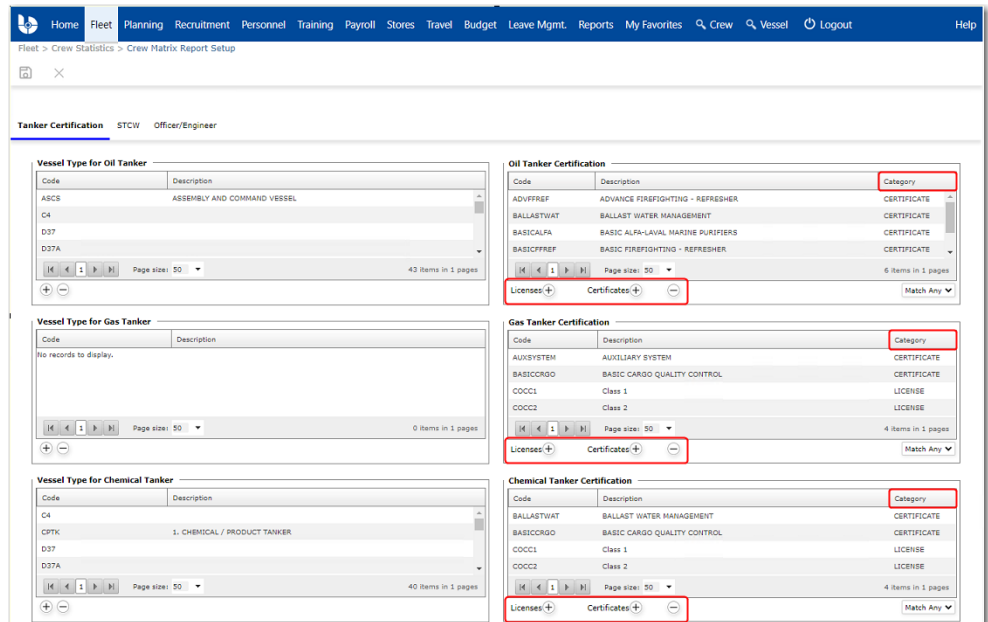 Home Fleet Planning Recruitment Personnel Training Payroll Stores Travel Budget Leave Mgmt. Reports My Favorites Crew Vessel Logout Help
Fleet > Crew Statistics > Crew Matrix Report Setup
Tanker Certification STCW Officer/Engineer
Vessel Type for Oil Tanker
Code Description
ASCS ASSEMBLY AND COMMAND VESSEL
C4
D37
D37A
1 Page size: 50 43 items in 1 pages
Oil Tanker Certification
Code Description Category
ADVFFREF ADVANCE FIREFIGHTING - REFRESHER CERTIFICATE
BALLASTWAT BALLAST WATER MANAGEMENT CERTIFICATE
BASICALFA BASIC ALFA-LAVAL MARINE PURIFIERS CERTIFICATE
BASICFFREF BASIC FIREFIGHTING - REFRESHER CERTIFICATE
1 Page size: 50 6 items in 1 pages
Licenses Certificates Match Any
Vessel Type for Gas Tanker
Code Description
No records to display.
1 Page size: 50 0 items in 1 pages
Gas Tanker Certification
Code Description Category
AUXSYSTEM AUXILIARY SYSTEM CERTIFICATE
BASICCRGO BASIC CARGO QUALITY CONTROL CERTIFICATE
COCC1 Class 1 LICENSE
COCC2 Class 2 LICENSE
1 Page size: 50 4 items in 1 pages
Licenses Certificates Match Any
Vessel Type for Chemical Tanker
Code Description
C4
CPTK 1. CHEMICAL / PRODUCT TANKER
D37
D37A
1 Page size: 50 40 items in 1 pages
Chemical Tanker Certification
Code Description Category
BALLASTWAT BALLAST WATER MANAGEMENT CERTIFICATE
BASICCRGO BASIC CARGO QUALITY CONTROL CERTIFICATE
COCC1 Class 1 LICENSE
COCC2 Class 2 LICENSE
1 Page size: 50 4 items in 1 pages
Licenses Certificates Match Any